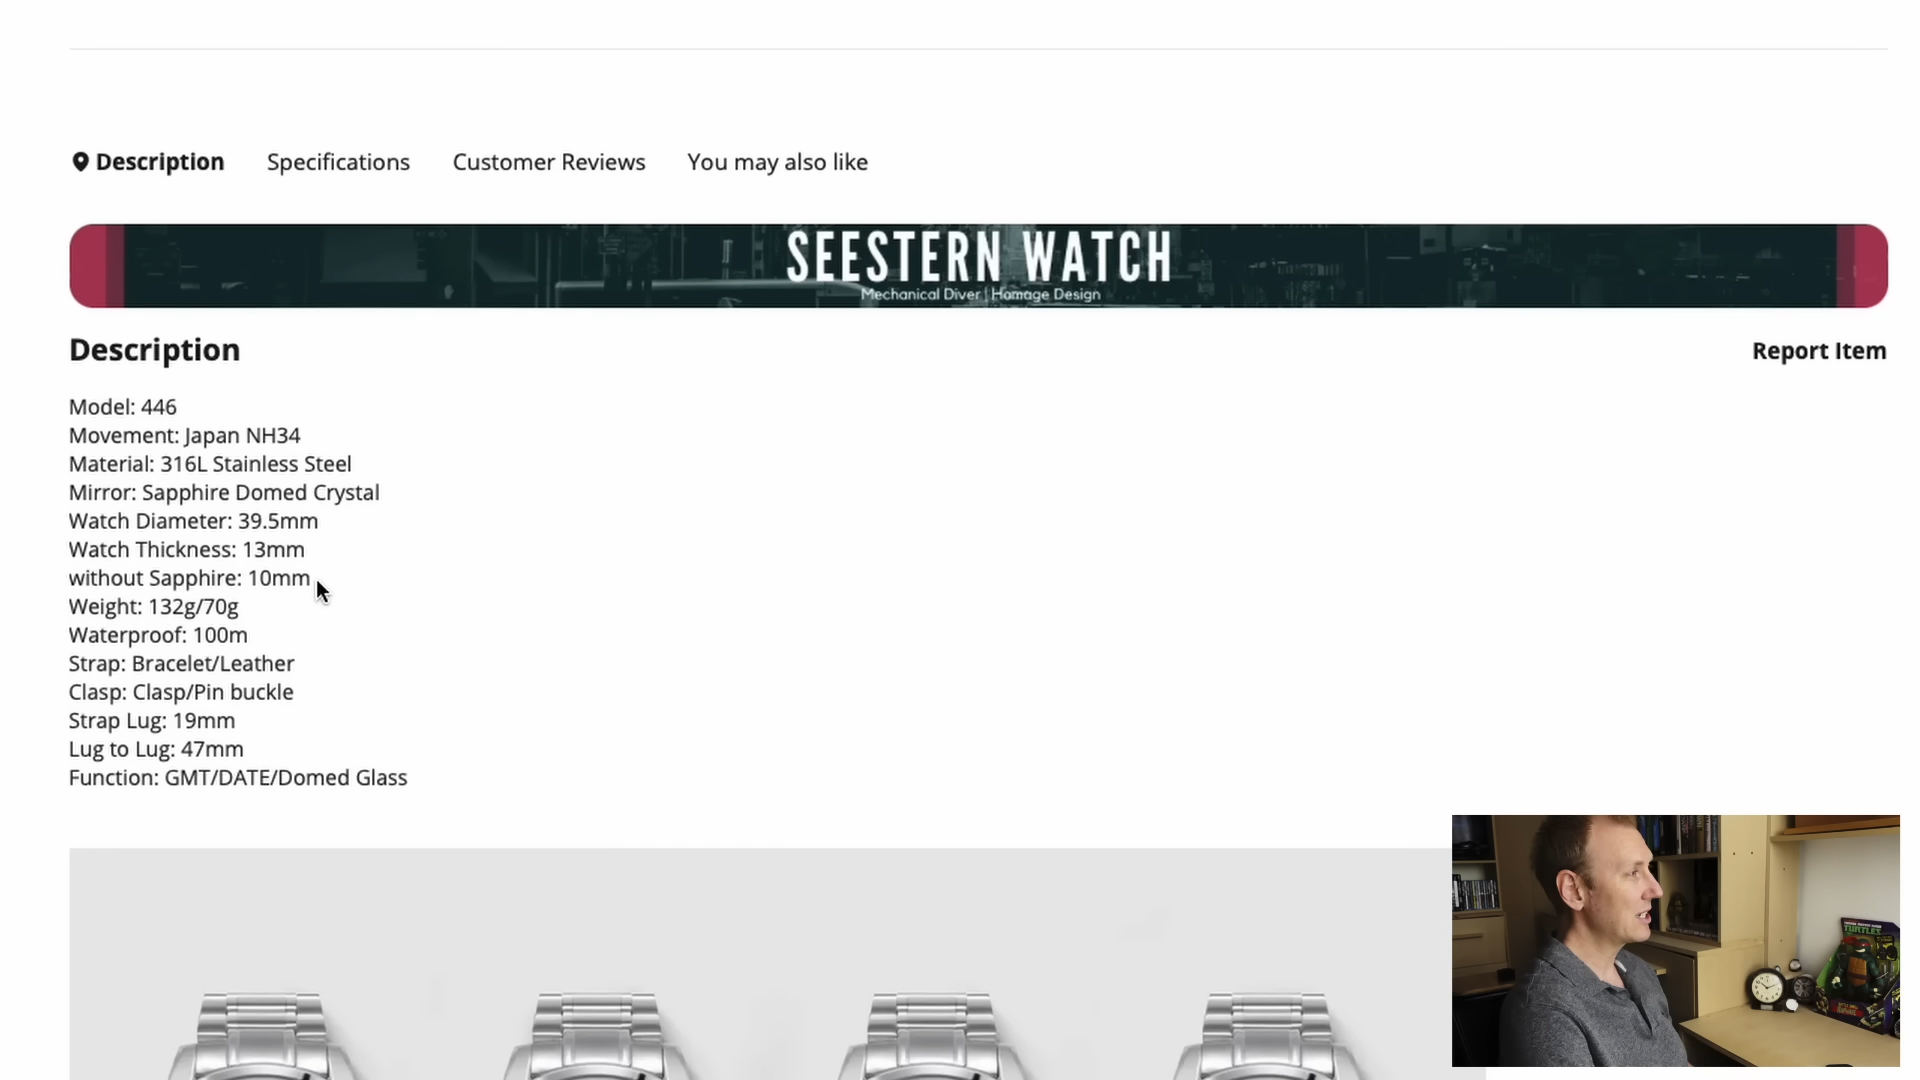 Description Specifications Customer Reviews You may also like
SEESTERN WATCH
Mechanical Diver | Homage Design
Description
Report Item
Model: 446
Movement: Japan NH34
Material: 316L Stainless Steel
Mirror: Sapphire Domed Crystal
Watch Diameter: 39.5mm
Watch Thickness: 13mm
without Sapphire: 10mm
Weight: 132g/70g
Waterproof: 100m
Strap: Bracelet/Leather
Clasp: Clasp/Pin buckle
Strap Lug: 19mm
Lug to Lug: 47mm
Function: GMT/DATE/Domed Glass
TURTLES